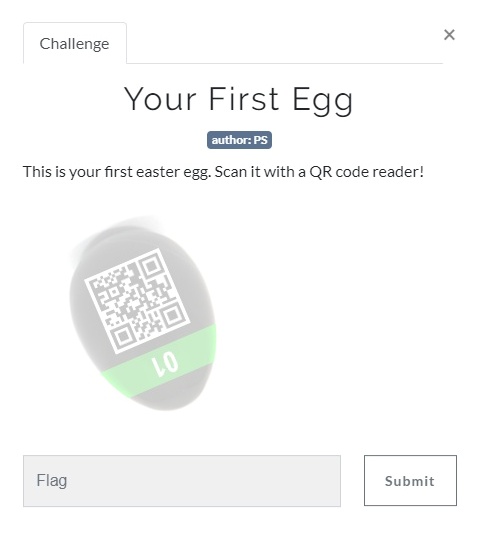 Challenge
×
Your First Egg
author: PS
This is your first easter egg. Scan it with a QR code reader!
01
Flag
Submit